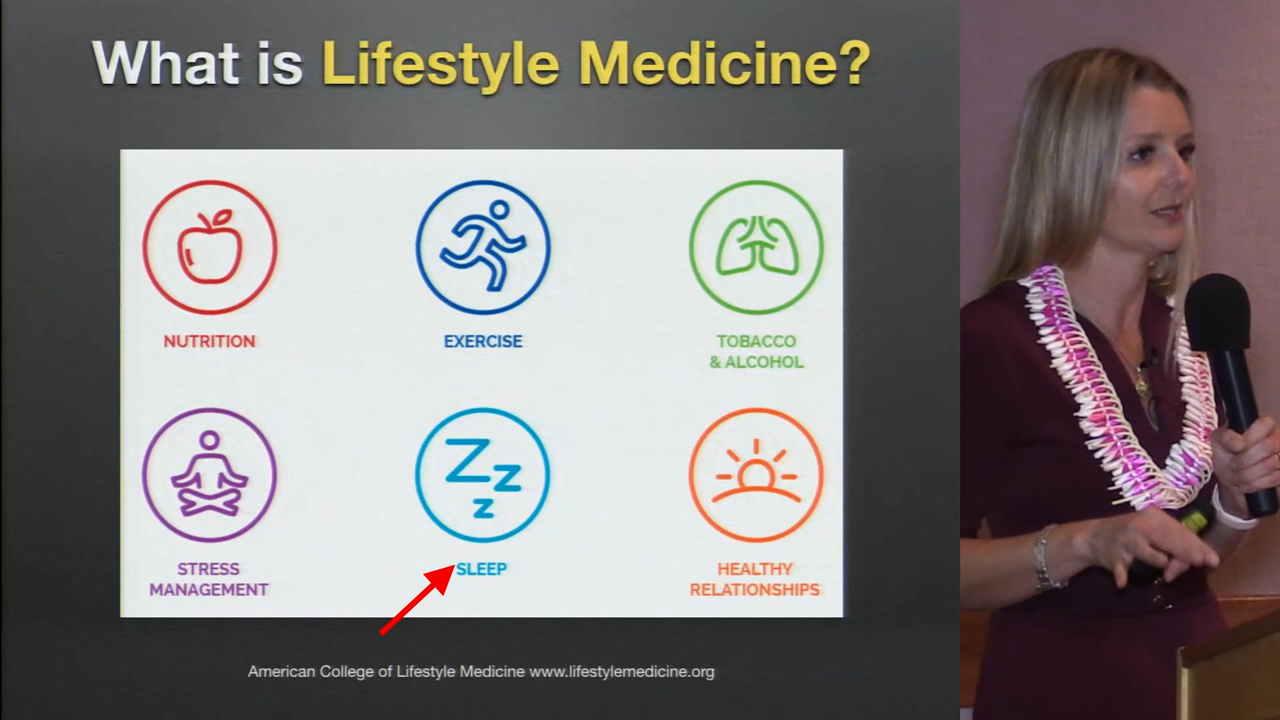 What is Lifestyle Medicine?
NUTRITION
EXERCISE
TOBACCO
& ALCOHOL
STRESS
MANAGEMENT
Zzz
SLEEP
HEALTHY
RELATIONSHIPS
American College of Lifestyle Medicine www.lifestylemedicine.org